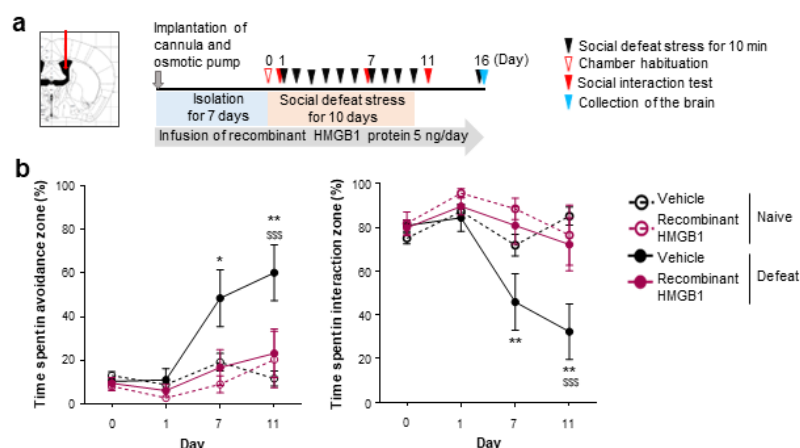 a
Implantation of
cannula and
osmotic pump
0 1 7 11 16 (Day)
Isolation
for 7 days
Social defeat stress
for 10 days
Infusion of recombinant HMGB1 protein 5 ng/day
Social defeat stress for 10 min
Chamber habituation
Social interaction test
Collection of the brain
b
Time spent in avoidance zone (%)
100
80
60
40
20
0
*
**
$$$
0 1 7 11
Day
Time spent in interaction zone (%)
100
80
60
40
20
0
**
**
$$$
0 1 7 11
Day
Vehicle
Recombinant
HMGB1
Naive
Vehicle
Recombinant
HMGB1
Defeat